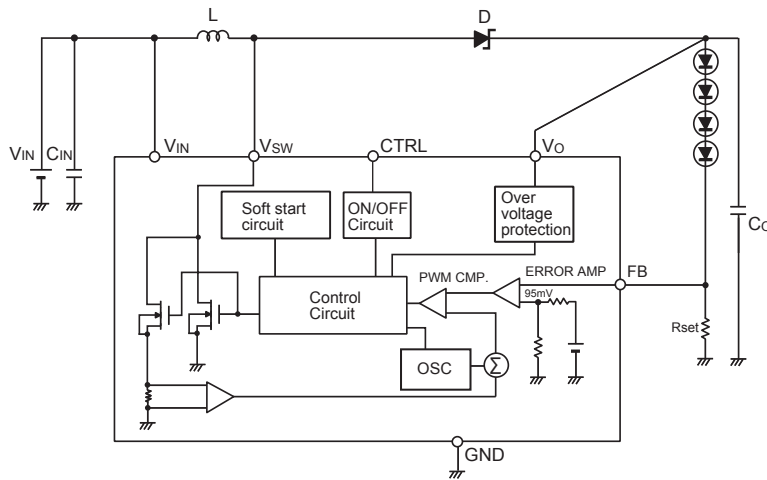 L
D
VIN
CIN
VIN
VSW
CTRL
VO
Soft start
circuit
ON/OFF
Circuit
Over
voltage
protection
CO
PWM CMP.
ERROR AMP
FB
95mV
Control
Circuit
Rset
OSC
Σ
GND